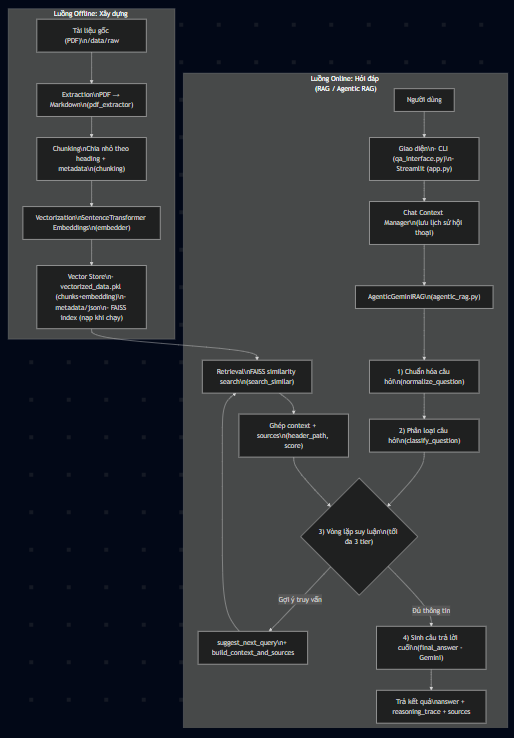 Luồng Offline: Xây dựng
Tài liệu gốc
(PDF)\n/data/raw
Extraction\nPDF →
Markdown\n(pdf_extractor)
Chunking\nChia nhỏ theo
heading +
metadata\n(chunking)
Vectorization\nSentenceTransformer
Embeddings\n(embedder)
Vector Store\n-
vectorized_data.pkl
(chunks+embedding)\n-
metadata/json\n- FAISS
index (nạp khi chạy)
Luồng Online: Hỏi đáp
(RAG / Agentic RAG)
Người dùng
Giao diện\n- CLI
(qa_interface.py)\n-
Streamlit (app.py)
Chat Context
Manager\n(lưu lịch sử hội
thoại)
AgenticGeminiRAG\n(agentic_rag.py)
Retrieval\nFAISS similarity
search\n(search_similar)
1) Chuẩn hóa câu
hỏi\n(normalize_question)
Ghép context +
sources\n(header_path,
score)
2) Phân loại câu
hỏi\n(classify_question)
3) Vòng lặp suy luận\n(tối
đa 3 tier)
Gợi ý truy vấn
Đủ thông tin
suggest_next_query\n+
build_context_and_sources
4) Sinh câu trả lời
cuối\n(final_answer -
Gemini)
Trả kết quả\nanswer +
reasoning_trace + sources